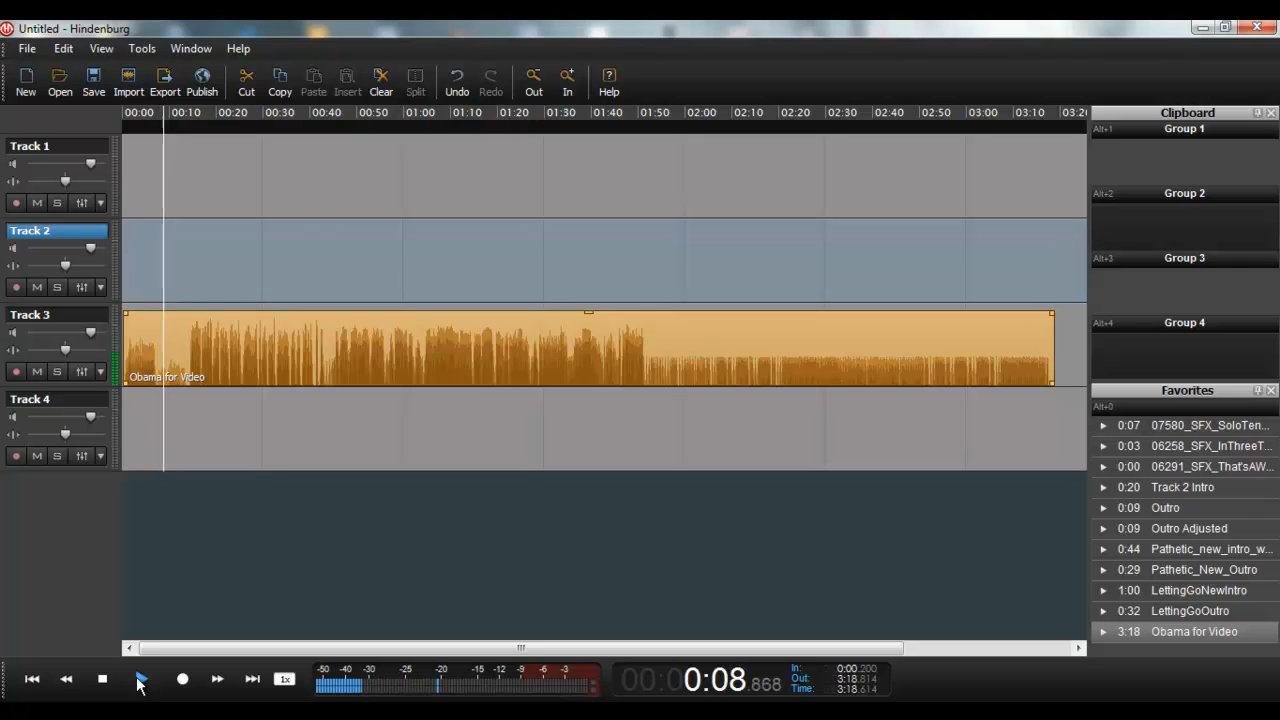 Untitled - Hindenburg
File Edit View Tools Window Help
New Open Save Import Export Publish Cut Copy Paste Insert Clear Split Undo Redo Out In Help
00:00 00:10 00:20 00:30 00:40 00:50 01:00 01:10 01:20 01:30 01:40 01:50 02:00 02:10 02:20 02:30 02:40 02:50 03:00 03:10 03:20
Track 1
M S
Track 2
M S
Track 3
M S
Obama for Video
Track 4
M S
Clipboard
Alt+1 Group 1
Alt+2 Group 2
Alt+3 Group 3
Alt+4 Group 4
Favorites
Alt+0
0:07 07580_SFX_SoloTen...
0:03 06258_SFX_InThreeT...
0:00 06291_SFX_That'sAW...
0:20 Track 2 Intro
0:09 Outro
0:09 Outro Adjusted
0:44 Pathetic_new_intro_w...
0:29 Pathetic_New_Outro
1:00 LettingGoNewIntro
0:32 LettingGoOutro
3:18 Obama for Video
1x
-50 -40 -30 -25 -20 -15 -12 -9 -6 -3
00:00:08.868
In: 0:00.200
Out: 3:18.814
Time: 3:18.614